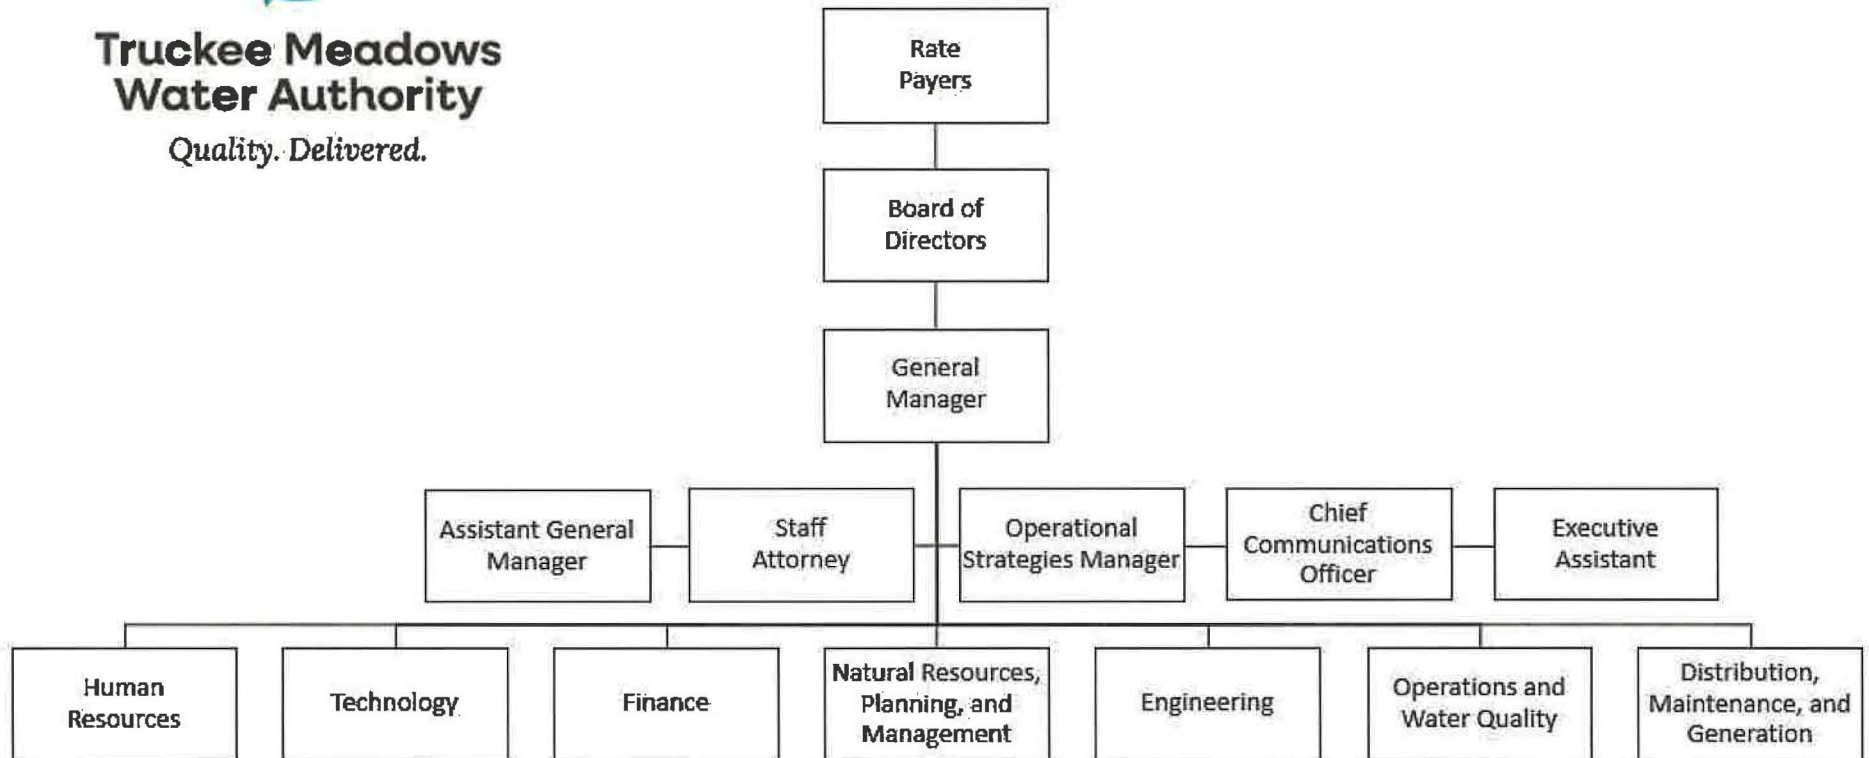 Truckee Meadows
Water Authority
Quality. Delivered.
Rate
Payers
Board of
Directors
General
Manager
Assistant General
Manager
Staff
Attorney
Operational
Strategies Manager
Chief
Communications
Officer
Executive
Assistant
Human
Resources
Technology
Finance
Natural Resources,
Planning, and
Management
Engineering
Operations and
Water Quality
Distribution,
Maintenance, and
Generation